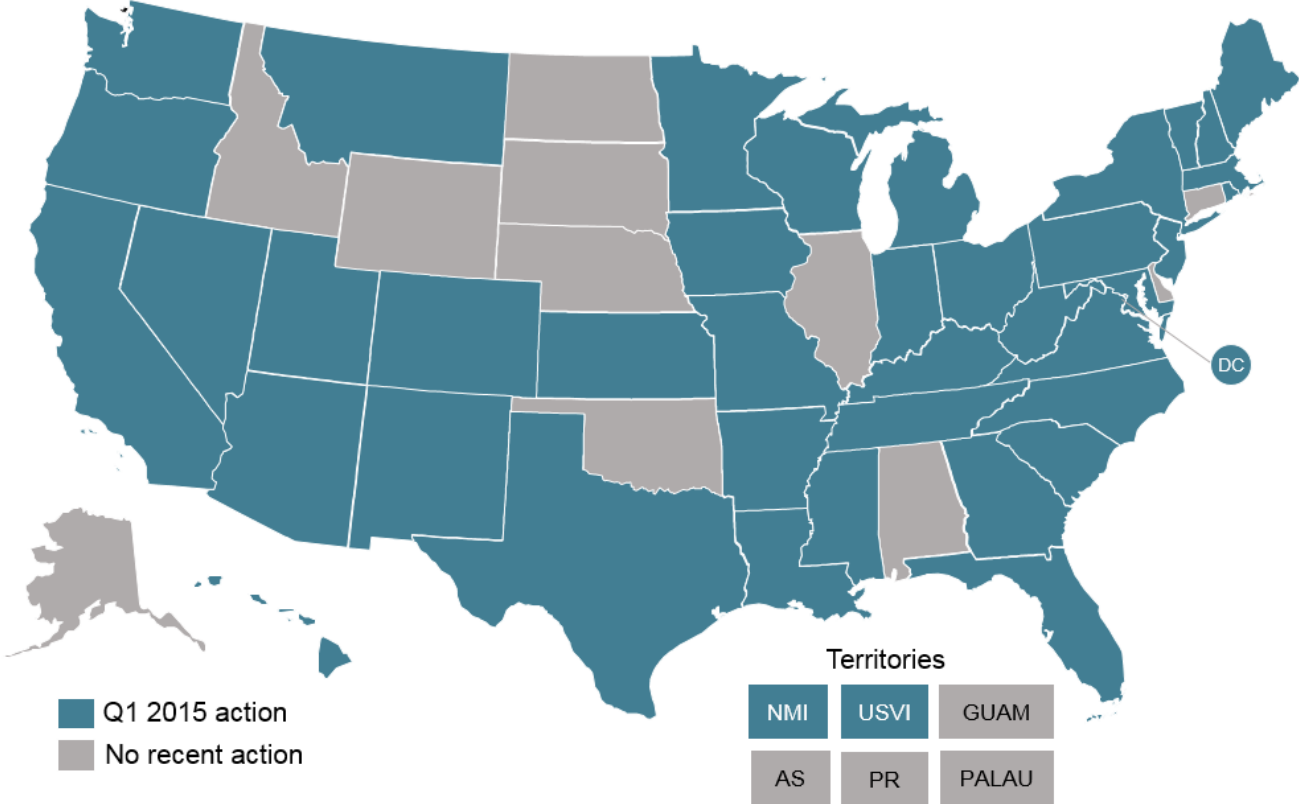 DC
Territories
NMI USVI GUAM
AS PR PALAU
Q1 2015 action
No recent action